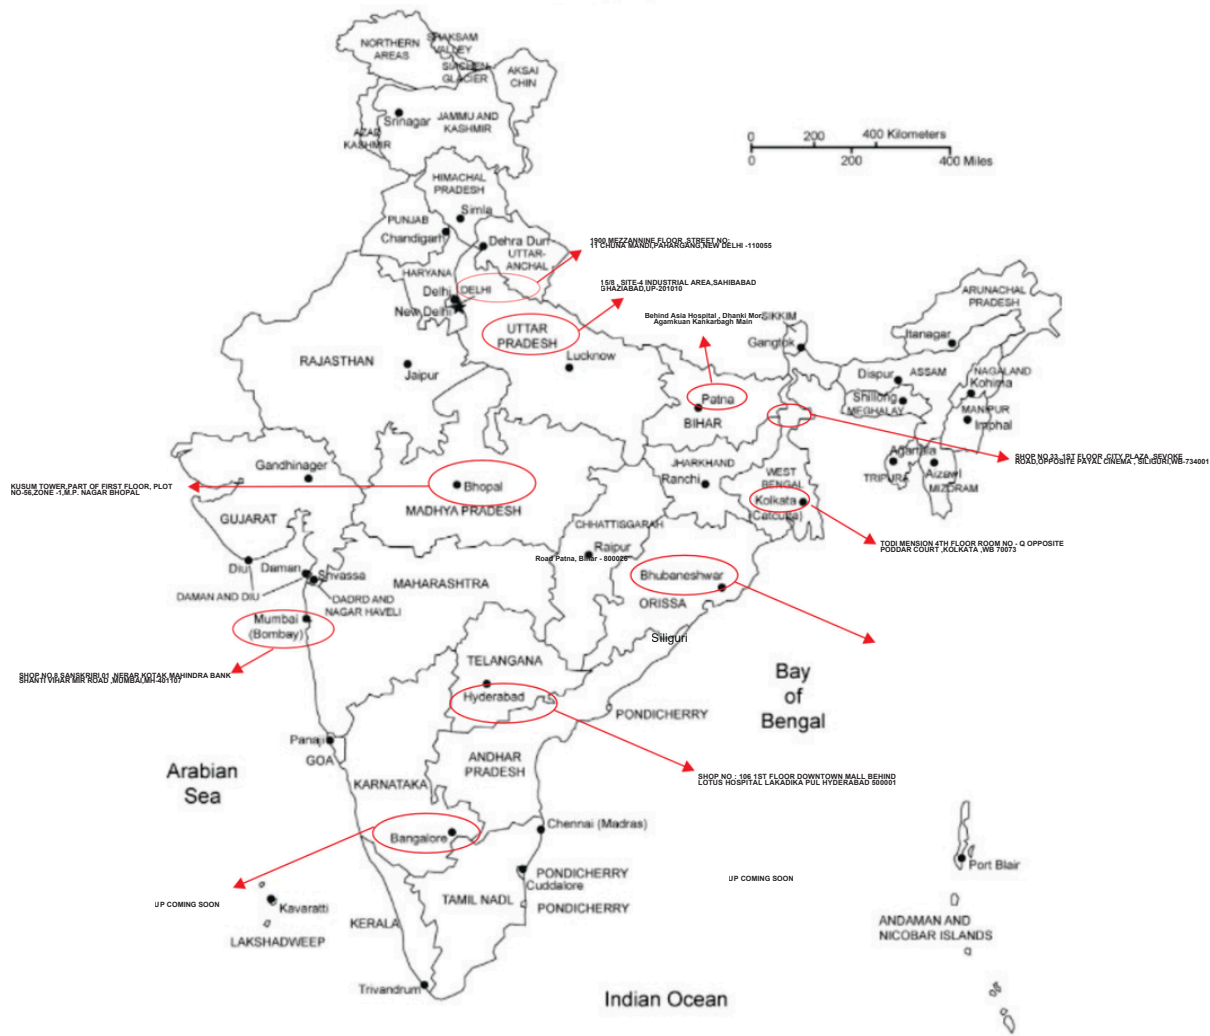 NORTHERN
AREAS
SHAKSAM
VALLEY
SIACHEN
GLACIER
AKSAI
CHIN
Srinagar
JAMMU AND
KASHMIR
AZAD
KASHMIR
0 200 400 Kilometers
0 200 400 Miles
HIMACHAL
PRADESH
Simla
PUNJAB
Chandigarh
Dehra Dun
UTTAR-
ANCHAL
1900 MEZZANNINE FLOOR, STREET NO-
11 CHUNA MANDI,PAHARGANG,NEW DELHI -110055
HARYANA
Delhi
DELHI
New Delhi
15/8 , SITE-4 INDUSTRIAL AREA,SAHIBABAD
GHAZIABAD,UP-201010
ARUNACHAL
PRADESH
Behind Asia Hospital , Dhanki Mor,
Agamkuan Kankarbagh Main
SIKKIM
Gangtok
Itanagar
UTTAR
PRADESH
Lucknow
RAJASTHAN
Jaipur
Dispur
ASSAM
NAGALAND
Kohima
Shillong
MEGHALAY
MANIPUR
Imphal
Patna
BIHAR
Agartala
TRIPURA
Aizawl
MIZORAM
SHOP NO 33, 1ST FLOOR ,CITY PLAZA ,SEVOKE
ROAD,OPPOSITE PAYAL CINEMA , SILIGURI,WB-734001
JHARKHAND
Ranchi
WEST
BENGAL
Kolkata
(Calcutta)
Gandhinager
GUJARAT
KUSUM TOWER,PART OF FIRST FLOOR, PLOT
NO-56,ZONE -1,M.P. NAGAR BHOPAL
Bhopal
MADHYA PRADESH
CHHATTISGARAH
Raipur
Road Patna, Bihar - 800026
TODI MENSION 4TH FLOOR ROOM NO - Q OPPOSITE
PODDAR COURT ,KOLKATA ,WB 70073
Diu
Daman
Shvassa
DAMAN AND DIU
DADRD AND
NAGAR HAVELI
MAHARASHTRA
Bhubaneshwar
ORISSA
Mumbai
(Bombay)
Siliguri
SHOP NO.8 SANSKRIRI 01 ,NEBAR KOTAK MAHINDRA BANK
SHANTI VIHAR MIR ROAD ,MUMBAI,MH-401107
TELANGANA
Hyderabad
Bay
of
Bengal
PONDICHERRY
Panaji
GOA
ANDHAR
PRADESH
KARNATAKA
Arabian
Sea
SHOP NO : 106 1ST FLOOR DOWNTOWN MALL BEHIND
LOTUS HOSPITAL LAKADIKA PUL HYDERABAD 500001
Bangalore
Chennai (Madras)
Port Blair
PONDICHERRY
Cuddalore
UP COMING SOON
UP COMING SOON
Kavaratti
LAKSHADWEEP
TAMIL NADL
PONDICHERRY
KERALA
ANDAMAN AND
NICOBAR ISLANDS
Trivandrum
Indian Ocean